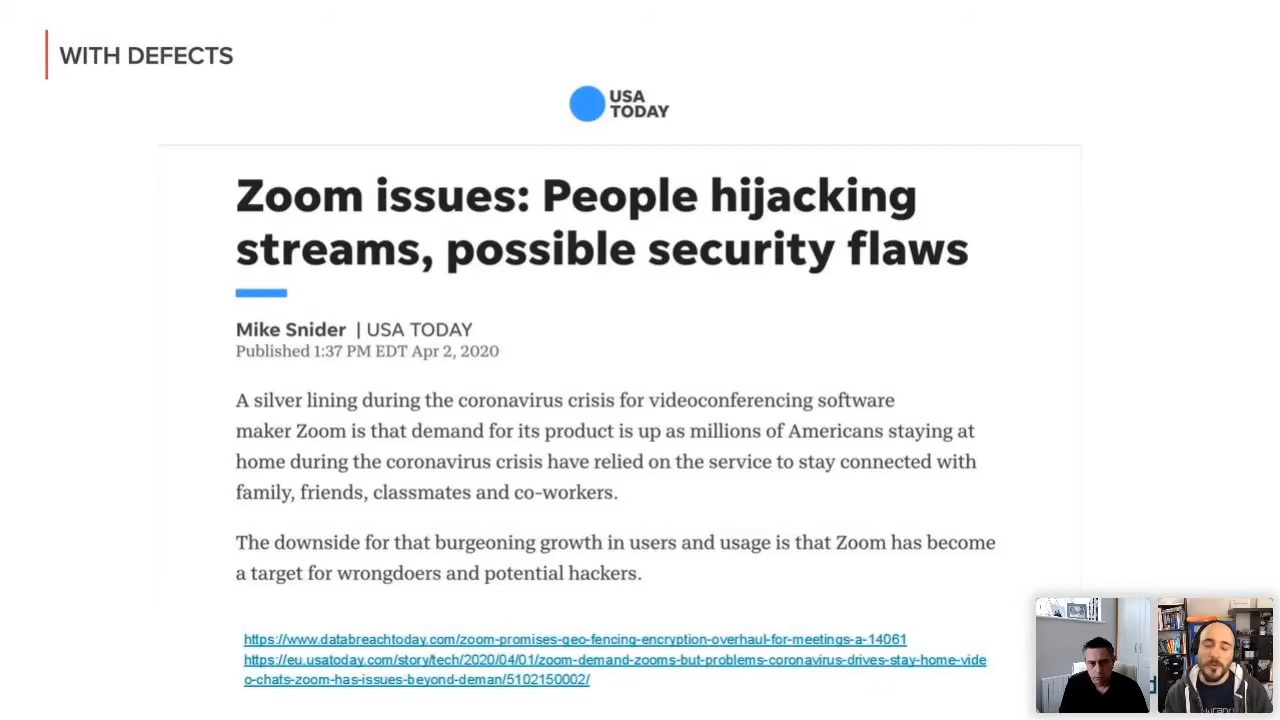 WITH DEFECTS
USA
TODAY
Zoom issues: People hijacking
streams, possible security flaws
Mike Snider | USA TODAY
Published 1:37 PM EDT Apr 2, 2020
A silver lining during the coronavirus crisis for videoconferencing software
maker Zoom is that demand for its product is up as millions of Americans staying at
home during the coronavirus crisis have relied on the service to stay connected with
family, friends, classmates and co-workers.
The downside for that burgeoning growth in users and usage is that Zoom has become
a target for wrongdoers and potential hackers.
https://www.databreachtoday.com/zoom-promises-geo-fencing-encryption-overhaul-for-meetings-a-14061
https://eu.usatoday.com/story/tech/2020/04/01/zoom-demand-zooms-but-problems-coronavirus-drives-stay-home-vide
o-chats-zoom-has-issues-beyond-deman/5102150002/